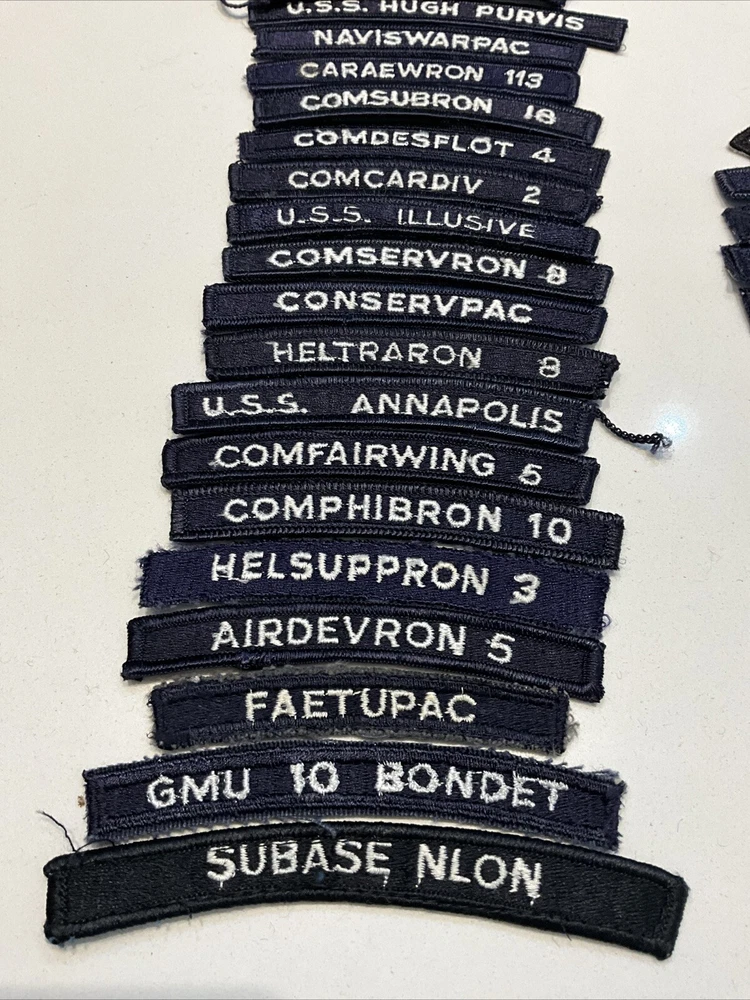 U.S.S. HUGH PURVIS
NAVISWARPAC
CARAEWRON 113
COMSUBRON 18
COMDESFLOT 4
COMCARDIV 2
U.S.S. ILLUSIVE
COMSERVRON 8
CONSERVPAC
HELTRARON 8
U.S.S. ANNAPOLIS
COMFAIRWING 5
COMPHIBRON 10
HELSUPPRON 3
AIRDEVRON 5
FAETUPAC
GMU 10 BONDET
SUBASE NLON